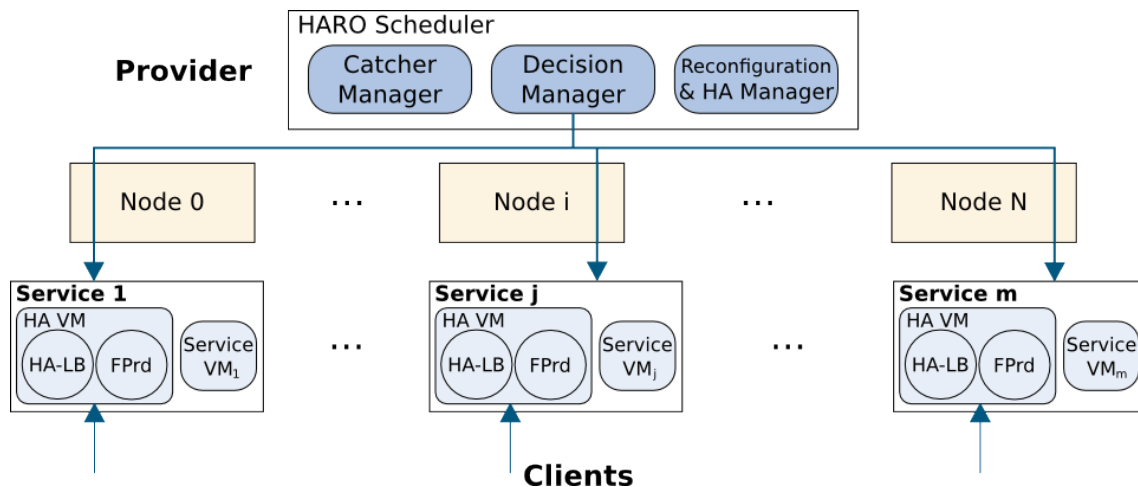 HARO Scheduler
Provider
Catcher
Manager
Decision
Manager
Reconfiguration
& HA Manager
Node 0
...
Node i
...
Node N
Service 1
HA VM
HA-LB
FPrd
Service
VM₁
...
Service j
HA VM
HA-LB
FPrd
Service
VMⱼ
...
Service m
HA VM
HA-LB
FPrd
Service
VMₘ
Clients